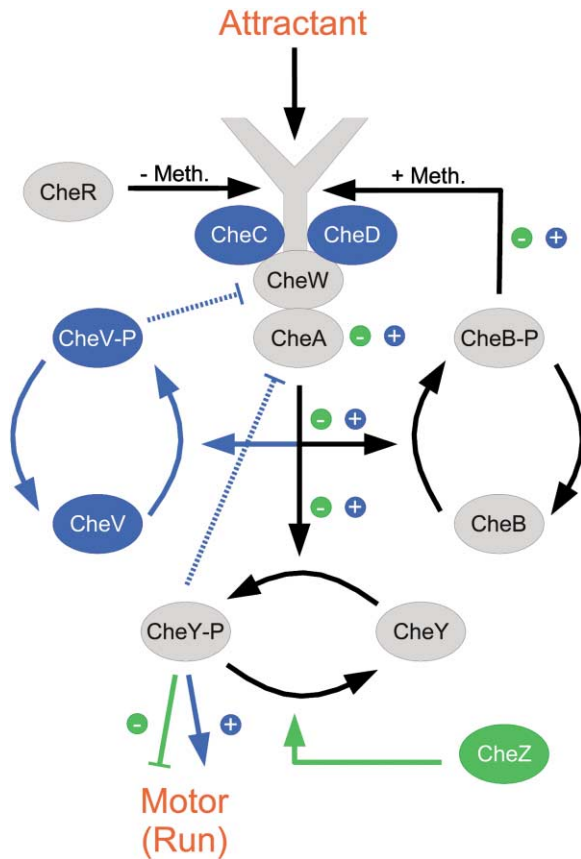 Attractant
CheR
- Meth.
+ Meth.
CheC
CheD
- +
CheW
CheV-P
CheA
- +
CheB-P
- +
CheV
- +
CheB
CheY-P
CheY
- +
CheZ
Motor
(Run)